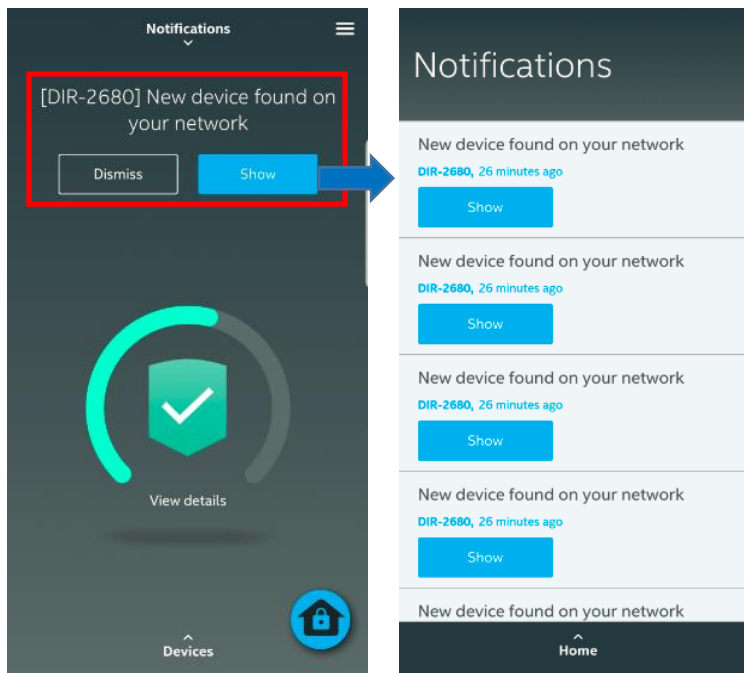 Notifications
[DIR-2680] New device found on
your network
Dismiss
Show
View details
Devices
Notifications
New device found on your network
DIR-2680, 26 minutes ago
Show
New device found on your network
DIR-2680, 26 minutes ago
Show
New device found on your network
DIR-2680, 26 minutes ago
Show
New device found on your network
DIR-2680, 26 minutes ago
Show
New device found on your network
Home